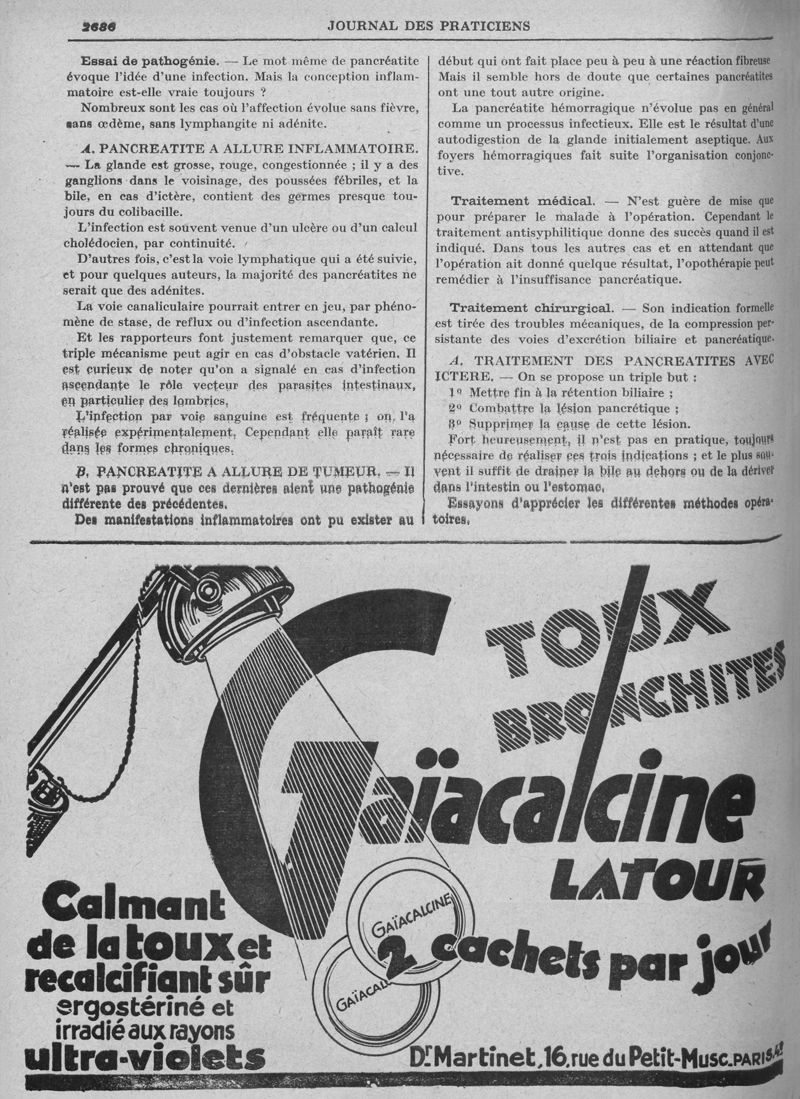 2686
JOURNAL DES PRATICIENS
Essai de pathogénie. — Le mot même de pancréatite
évoque l'idée d'une infection. Mais la conception inflam-
matoire est-elle vraie toujours ?
Nombreux sont les cas où l'affection évolue sans fièvre,
sans œdème, sans lymphangite ni adénite.
A. PANCREATITE A ALLURE INFLAMMATOIRE.
— La glande est grosse, rouge, congestionnée ; il y a des
ganglions dans le voisinage, des poussées fébriles, et la
bile, en cas d'ictère, contient des germes presque tou-
jours du colibacille.
L'infection est souvent venue d'un ulcère ou d'un calcul
cholédocien, par continuité.
D'autres fois, c'est la voie lymphatique qui a été suivie,
et pour quelques auteurs, la majorité des pancréatites ne
serait que des adénites.
La voie canaliculaire pourrait entrer en jeu, par phéno-
mène de stase, de reflux ou d'infection ascendante.
Et les rapporteurs font justement remarquer que, ce
triple mécanisme peut agir en cas d'obstacle vatérien. Il
est curieux de noter qu'on a signalé en cas d'infection
ascendante le rôle vecteur des parasites intestinaux,
en particulier des lombrics.
L'infection par voie sanguine est fréquente ; on l'a
réalisée expérimentalement. Cependant elle paraît rare
dans les formes chroniques.
B. PANCREATITE A ALLURE DE TUMEUR. — Il
n'est pas prouvé que ces dernières aient une pathogénie
différente des précédentes.
Des manifestations inflammatoires ont pu exister au
début qui ont fait place peu à peu à une réaction fibreuse
Mais il semble hors de doute que certaines pancréatites
ont une tout autre origine.
La pancréatite hémorragique n'évolue pas en général
comme un processus infectieux. Elle est le résultat d'une
autodigestion de la glande initialement aseptique. Aux
foyers hémorragiques fait suite l'organisation conjonc-
tive.
Traitement médical. — N'est guère de mise que
pour préparer le malade à l'opération. Cependant le
traitement antisyphilitique donne des succès quand il est
indiqué. Dans tous les autres cas et en attendant que
l'opération ait donné quelque résultat, l'opothérapie peut
remédier à l'insuffisance pancréatique.
Traitement chirurgical. — Son indication formelle
est tirée des troubles mécaniques, de la compression per-
sistante des voies d'excrétion biliaire et pancréatique.
A. TRAITEMENT DES PANCREATITES AVEC
ICTERE. — On se propose un triple but :
1º Mettre fin à la rétention biliaire ;
2º Combattre la lésion pancrétique ;
3º Supprimer la cause de cette lésion.
Fort heureusement, il n'est pas en pratique, toujours
nécessaire de réaliser ces trois indications ; et le plus sou-
vent il suffit de drainer la bile au dehors ou de la dériver
dans l'intestin ou l'estomac.
Essayons d'apprécier les différentes méthodes opéra-
toires.
TOUX
BRONCHITES
Gaïacalcine
LATOUR
GAÏACALCINE
GAÏACAL
2 cachets par jour
Calmant
de la toux et
recalcifiant sûr
ergostériné et
irradié aux rayons
ultra-violets
Dr Martinet, 16, rue du Petit-Musc. PARIS